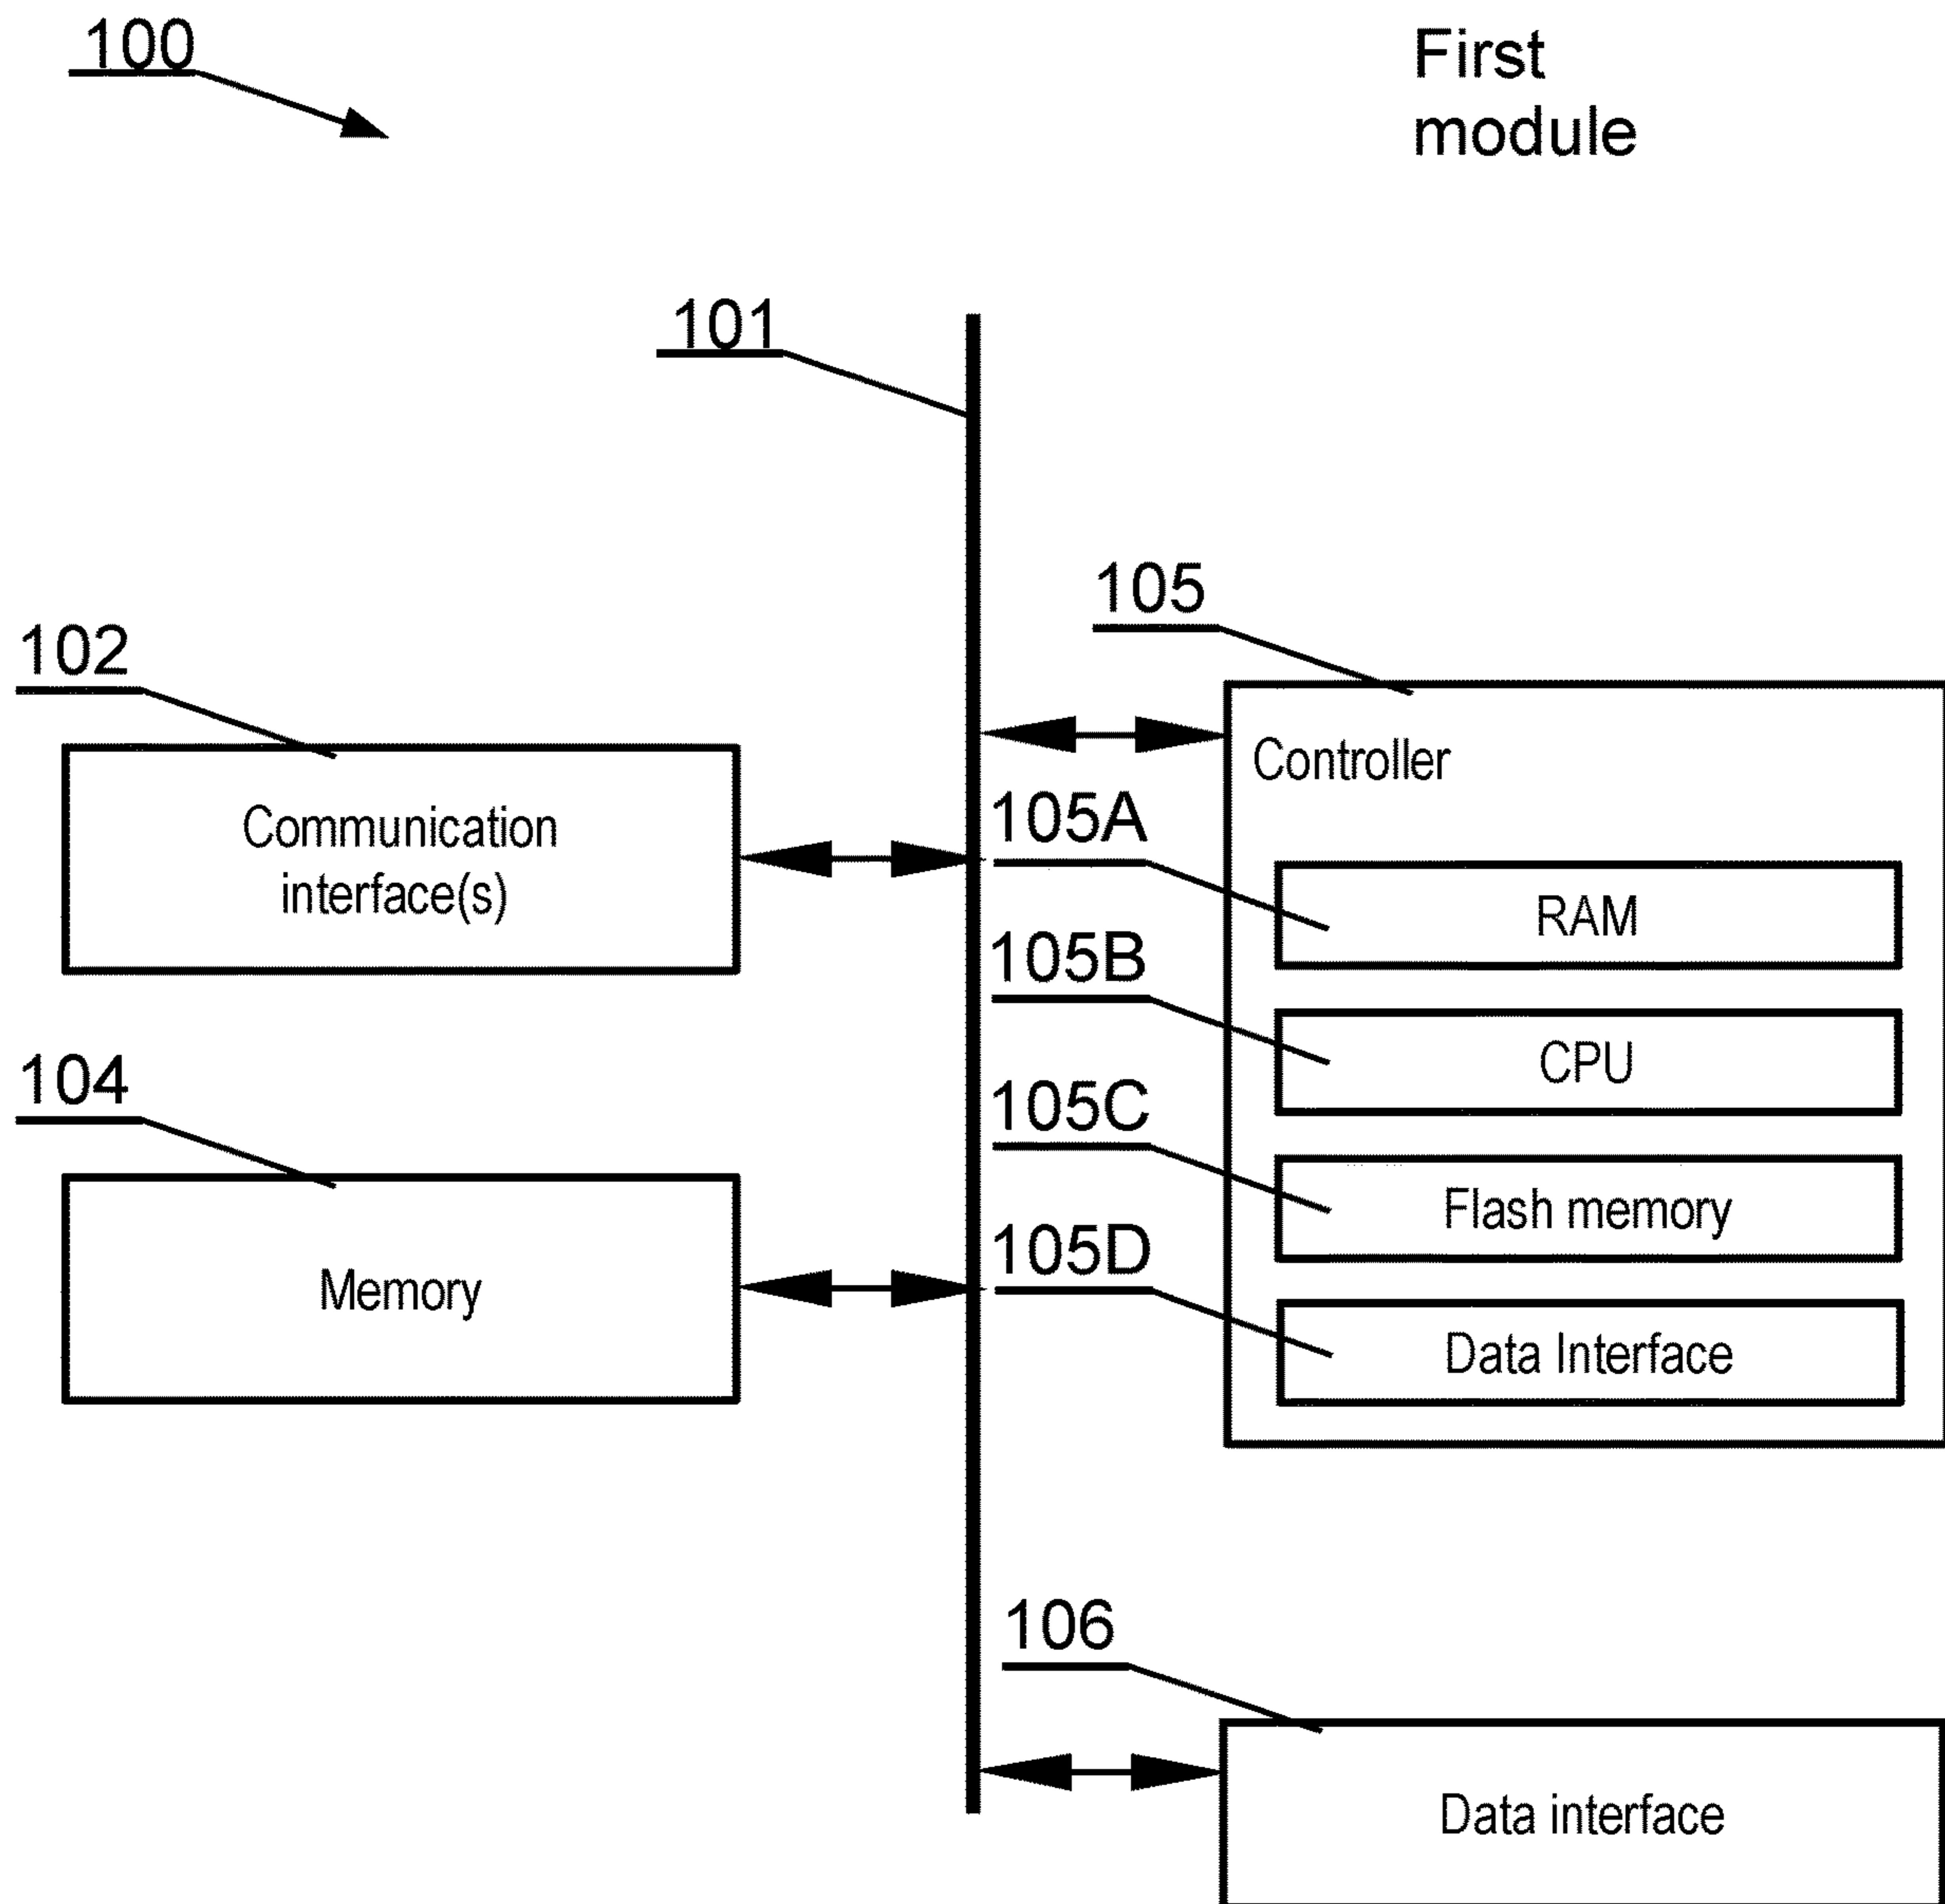 100
First
module
101
105
102
Controller
Communication
interface(s)
105A
RAM
105B
CPU
104
105C
Flash memory
Memory
105D
Data Interface
106
Data interface